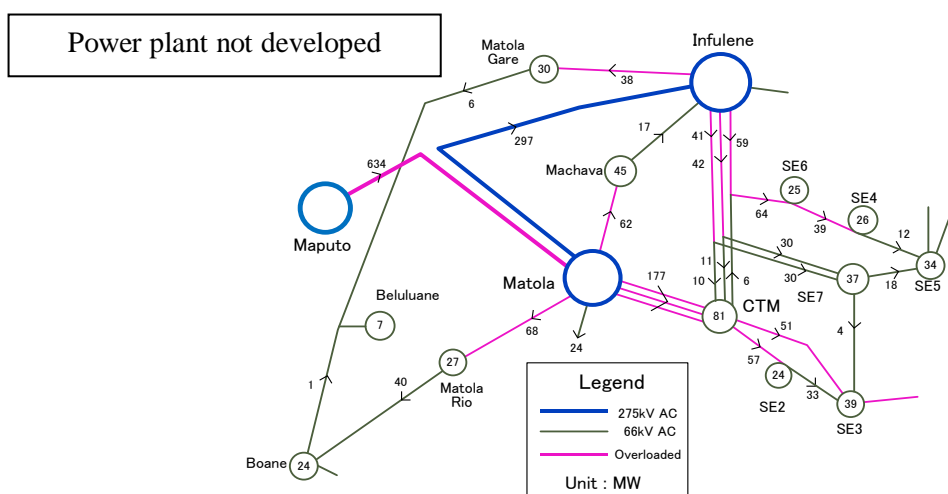 Power plant not developed
Infulene
Matola
Gare
30
38
6
297
17
41
42
59
634
Machava
45
SE6
25
SE4
26
64
39
12
Maputo
62
30
30
34
SE5
37
SE7
18
11
10
6
Matola
177
CTM
81
Beluluane
7
68
24
51
57
4
1
40
27
Matola
Rio
24
SE2
33
39
SE3
Boane
24
Legend
275kV AC
66kV AC
Overloaded
Unit : MW